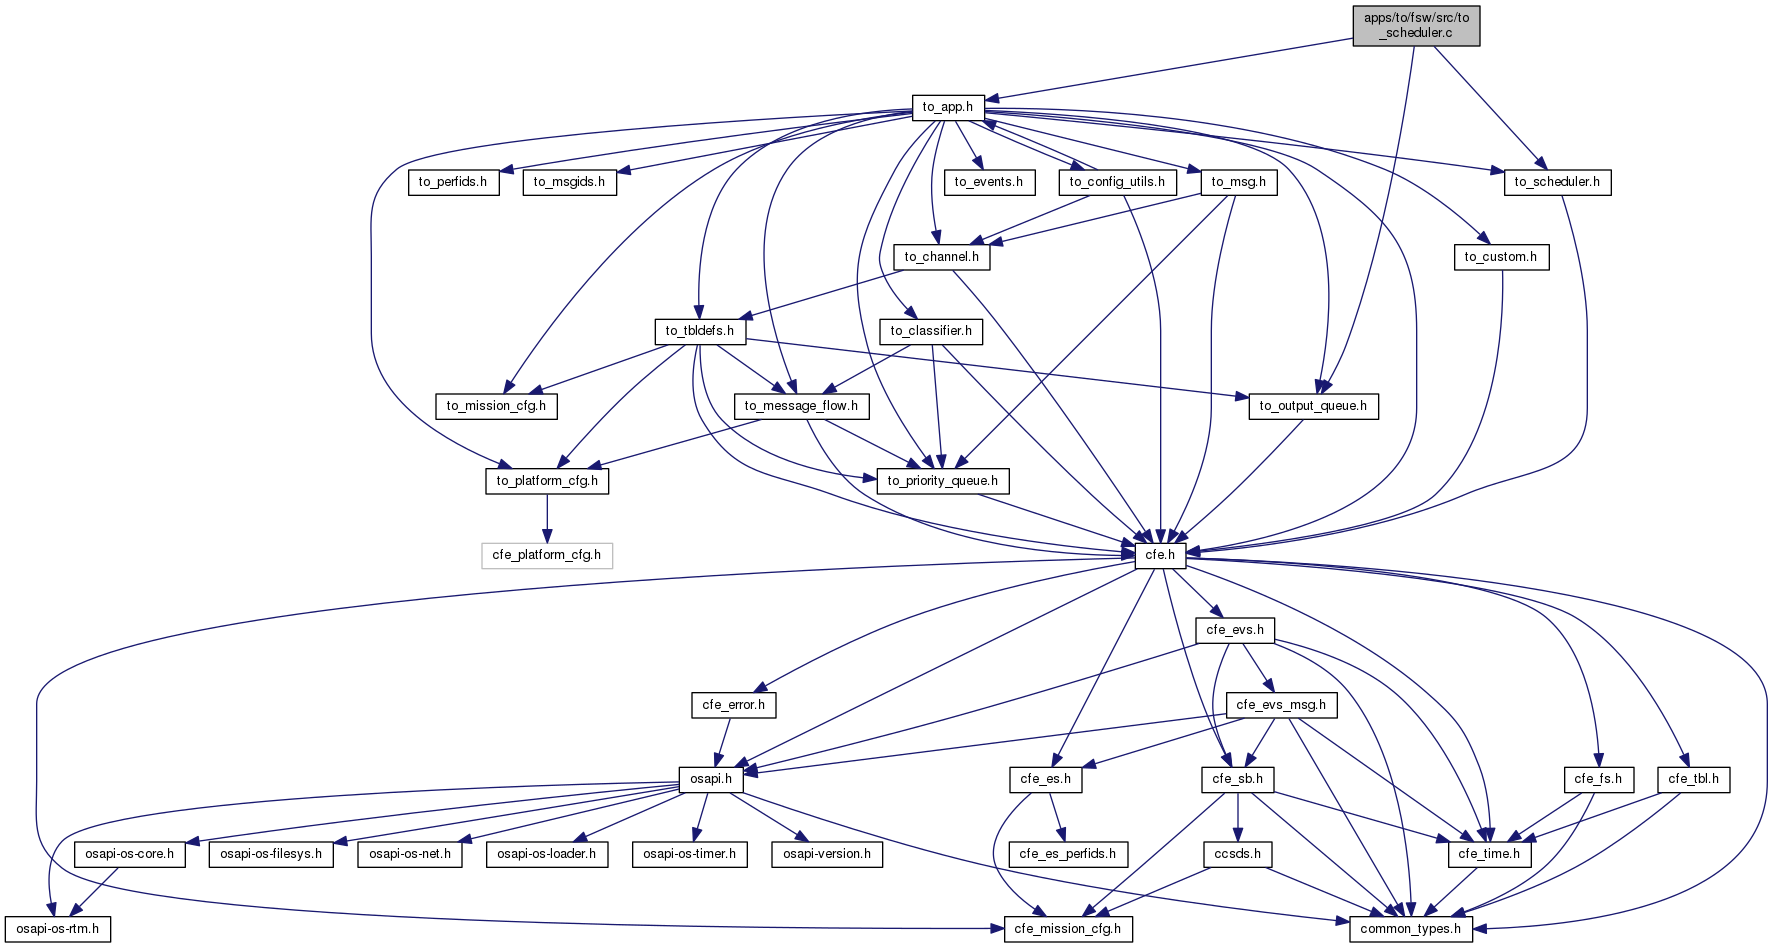 apps/to/fsw/src/to
_scheduler.c
to_app.h
to_perfids.h
to_msgids.h
to_events.h
to_config_utils.h
to_msg.h
to_scheduler.h
to_channel.h
to_custom.h
to_tbldefs.h
to_classifier.h
to_mission_cfg.h
to_message_flow.h
to_output_queue.h
to_platform_cfg.h
to_priority_queue.h
cfe_platform_cfg.h
cfe.h
cfe_evs.h
cfe_error.h
cfe_evs_msg.h
osapi.h
cfe_es.h
cfe_sb.h
cfe_fs.h
cfe_tbl.h
osapi-os-core.h
osapi-os-filesys.h
osapi-os-net.h
osapi-os-loader.h
osapi-os-timer.h
osapi-version.h
cfe_es_perfids.h
ccsds.h
cfe_time.h
osapi-os-rtm.h
cfe_mission_cfg.h
common_types.h